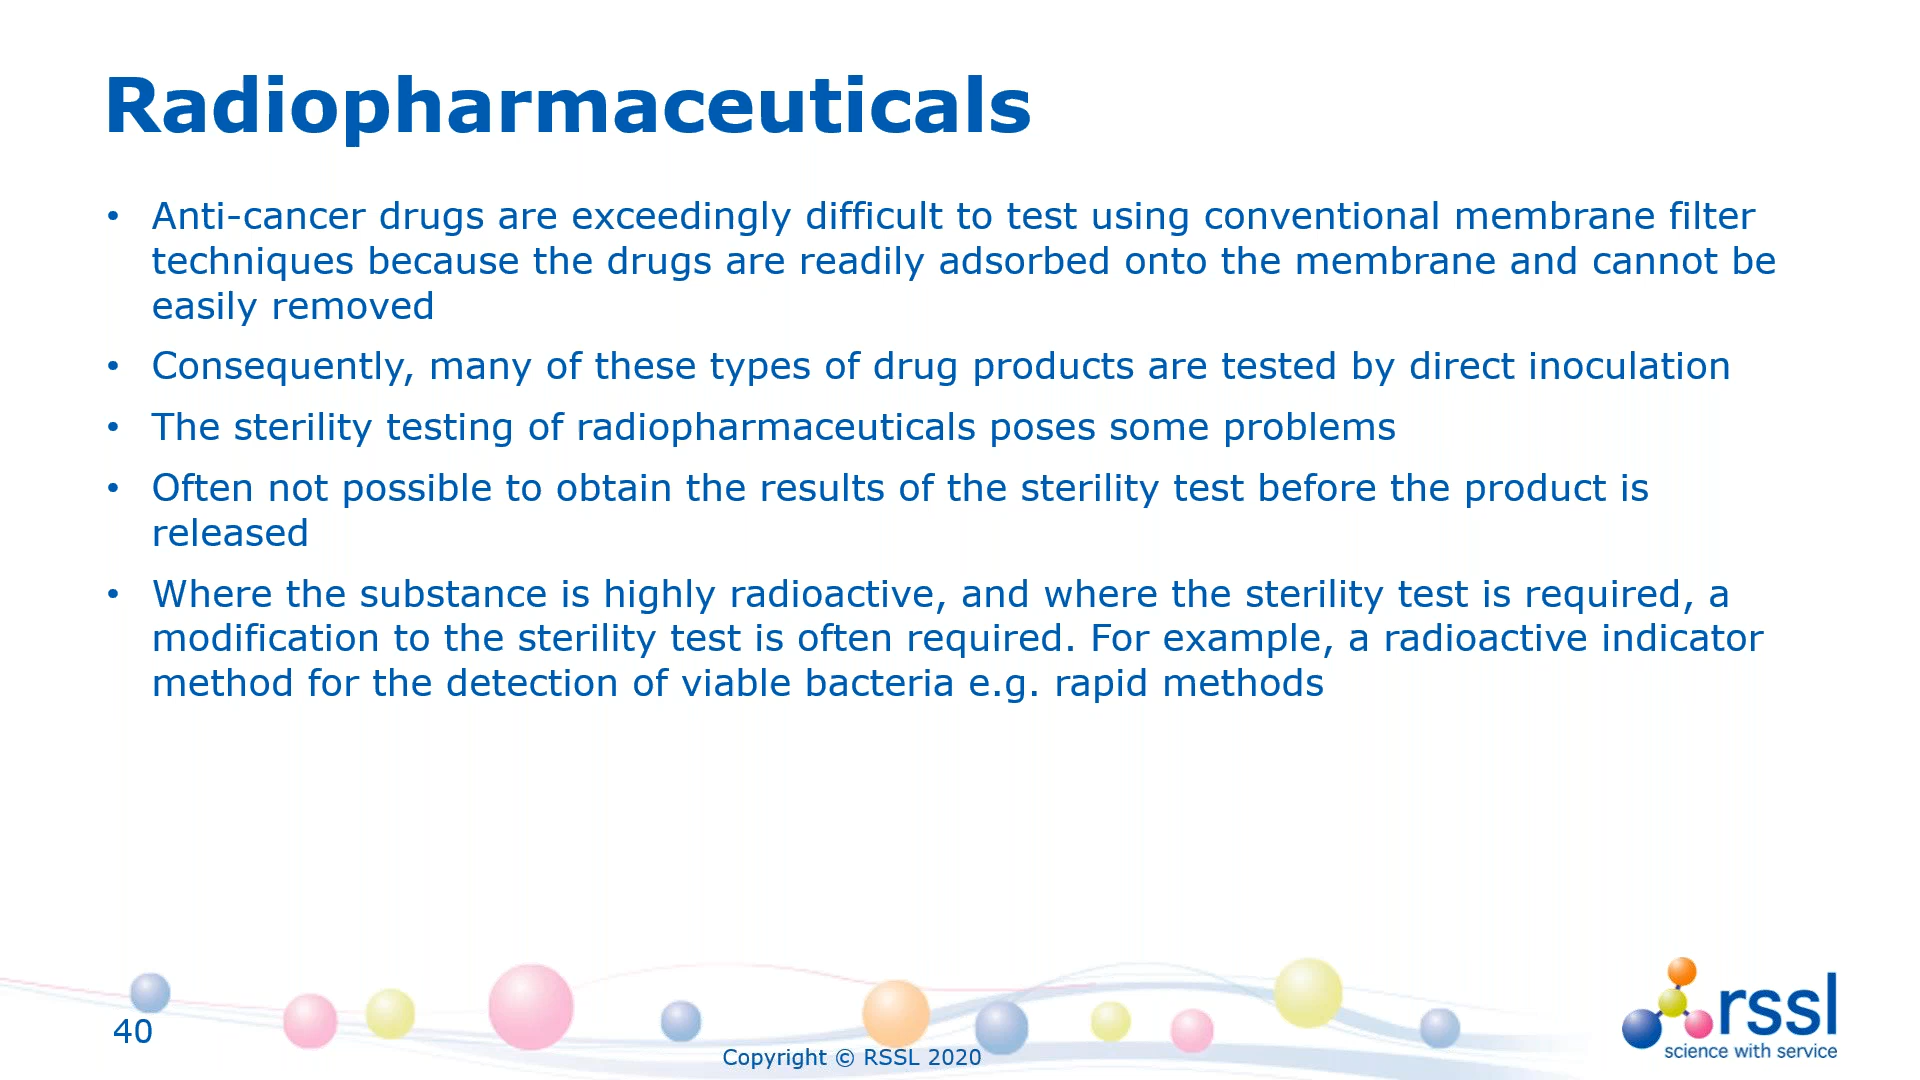 Radiopharmaceuticals
• Anti-cancer drugs are exceedingly difficult to test using conventional membrane filter
techniques because the drugs are readily adsorbed onto the membrane and cannot be
easily removed
• Consequently, many of these types of drug products are tested by direct inoculation
• The sterility testing of radiopharmaceuticals poses some problems
• Often not possible to obtain the results of the sterility test before the product is
released
• Where the substance is highly radioactive, and where the sterility test is required, a
modification to the sterility test is often required. For example, a radioactive indicator
method for the detection of viable bacteria e.g. rapid methods
40
Copyright © RSSL 2020
rssl
science with service